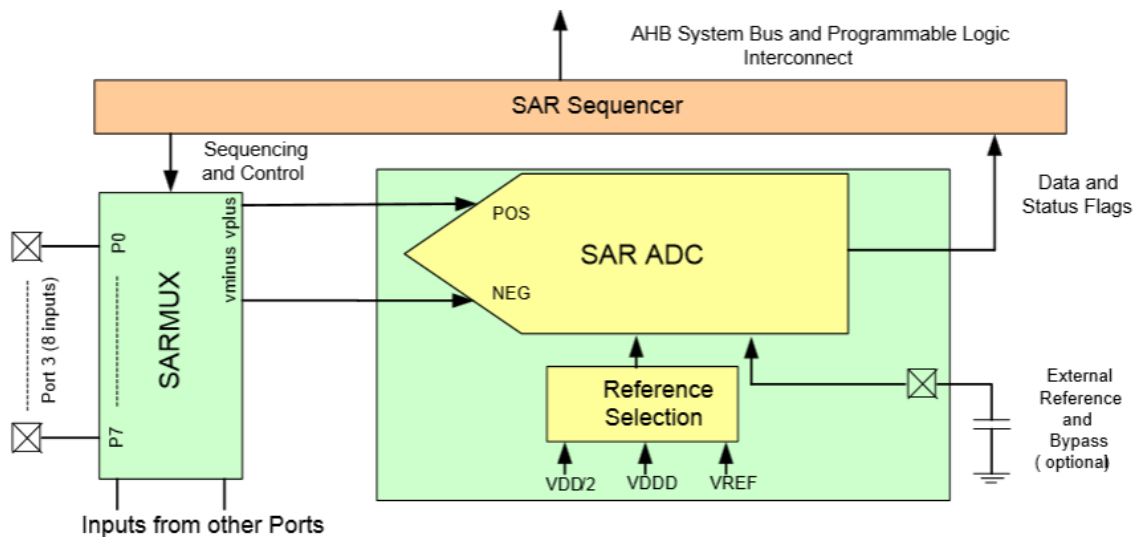 AHB System Bus and Programmable Logic
Interconnect
SAR Sequencer
Sequencing
and Control
Data and
Status Flags
vminus vplus
POS
P0
SAR ADC
Port 3 (8 inputs)
SARMUX
NEG
P7
Reference
Selection
External
Reference
and
Bypass
( optional)
VDD/2
VDDD
VREF
Inputs from other Ports